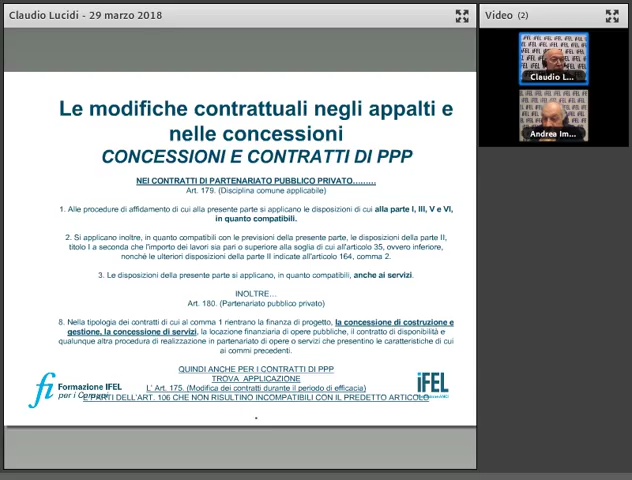 Claudio Lucidi - 29 marzo 2018
Video (2)
Claudio L...
Andrea Im...
Le modifiche contrattuali negli appalti e
nelle concessioni
CONCESSIONI E CONTRATTI DI PPP
NEI CONTRATTI DI PARTENARIATO PUBBLICO PRIVATO………
Art. 179. (Disciplina comune applicabile)
1. Alle procedure di affidamento di cui alla presente parte si applicano le disposizioni di cui alla parte I, III, V e VI,
in quanto compatibili.
2. Si applicano inoltre, in quanto compatibili con le previsioni della presente parte, le disposizioni della parte II,
titolo I a seconda che l'importo dei lavori sia pari o superiore alla soglia di cui all'articolo 35, ovvero inferiore,
nonché le ulteriori disposizioni della parte II indicate all'articolo 164, comma 2.
3. Le disposizioni della presente parte si applicano, in quanto compatibili, anche ai servizi.
INOLTRE…
Art. 180. (Partenariato pubblico privato)
8. Nella tipologia dei contratti di cui al comma 1 rientrano la finanza di progetto, la concessione di costruzione e
gestione, la concessione di servizi, la locazione finanziaria di opere pubbliche, il contratto di disponibilità e
qualunque altra procedura di realizzazione in partenariato di opere o servizi che presentino le caratteristiche di cui
ai commi precedenti.
QUINDI ANCHE PER I CONTRATTI DI PPP
TROVA APPLICAZIONE
L' Art. 175. (Modifica dei contratti durante il periodo di efficacia)
E PARTI DELL'ART. 106 CHE NON RISULTINO INCOMPATIBILI CON IL PREDETTO ARTICOLO
fi Formazione IFEL
per i Comuni
iFEL